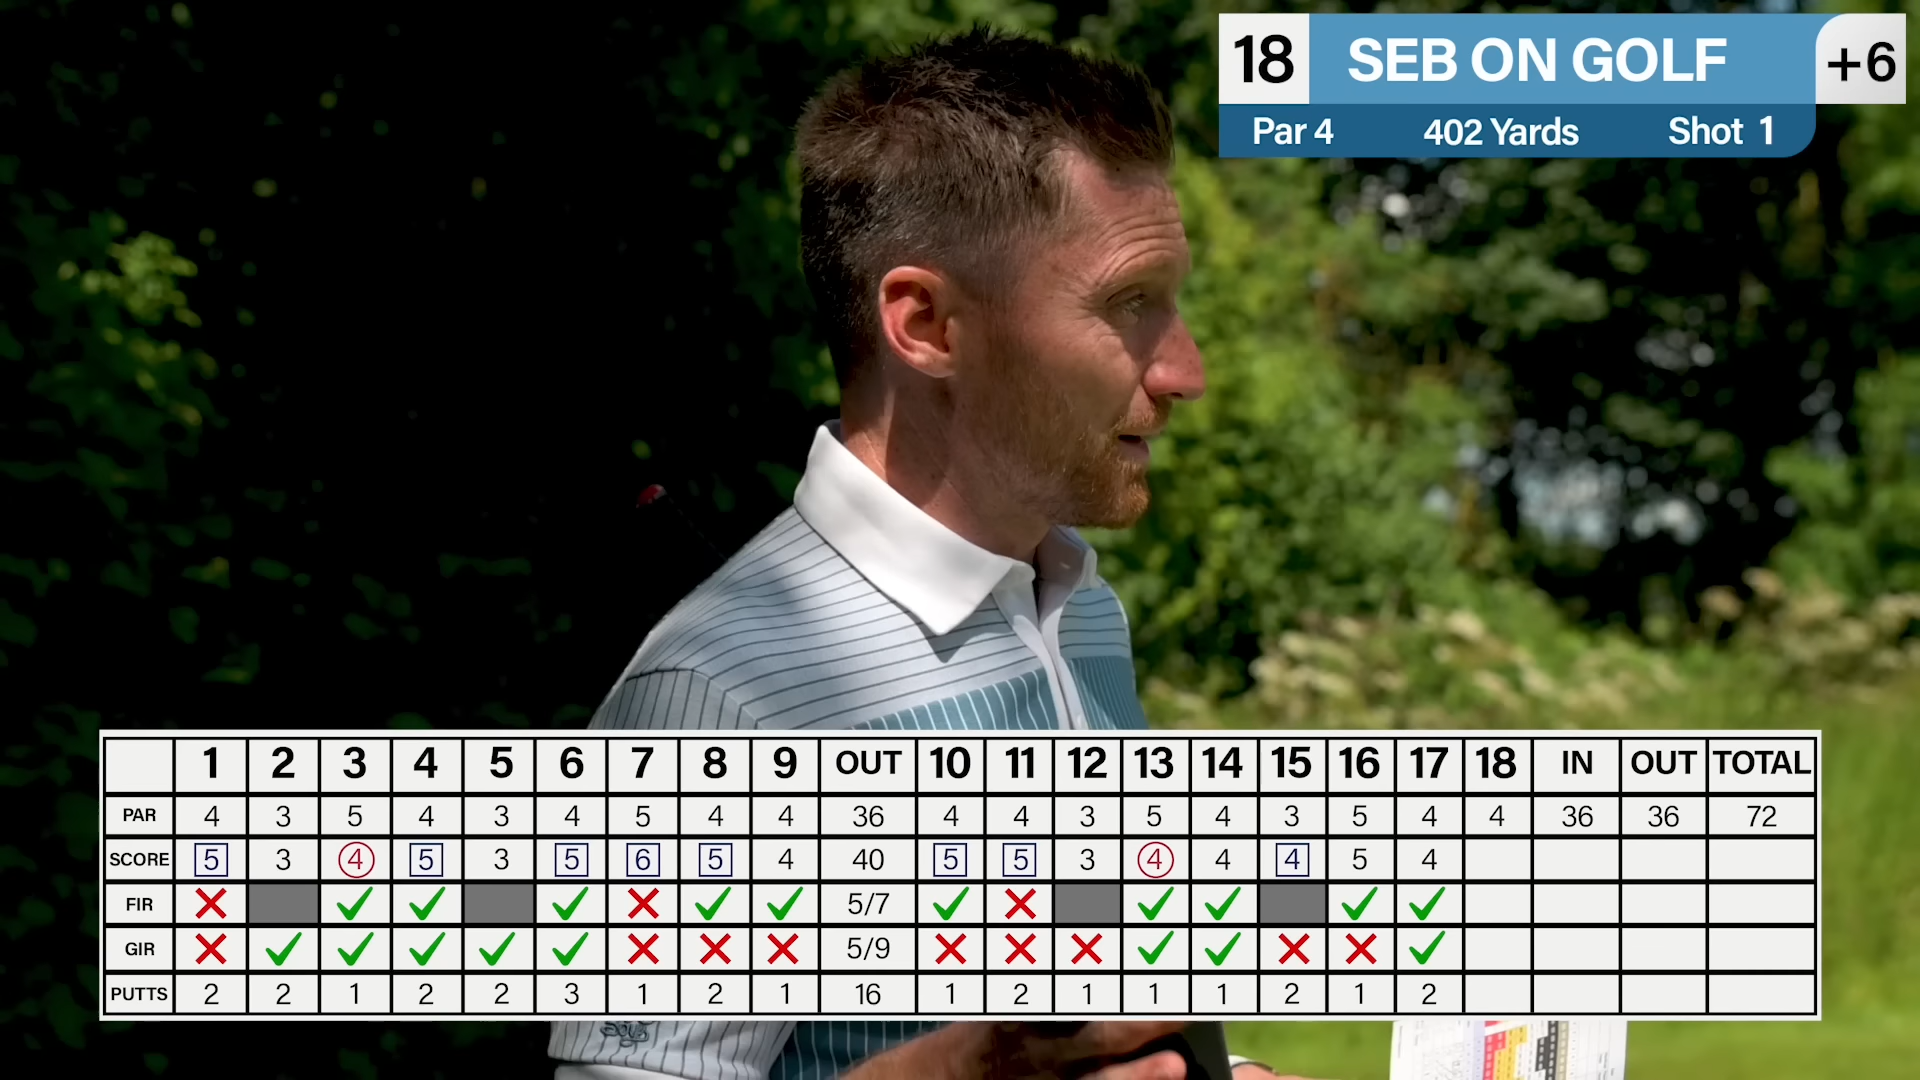 18 SEB ON GOLF +6
Par 4 402 Yards Shot 1
1 2 3 4 5 6 7 8 9 OUT 10 11 12 13 14 15 16 17 18 IN OUT TOTAL
PAR 4 3 5 4 3 4 5 4 4 36 4 4 3 5 4 3 5 4 4 36 36 72
SCORE 5 3 4 5 3 5 6 5 4 40 5 5 3 4 4 4 5 4
FIR 5/7
GIR 5/9
PUTTS 2 2 1 2 2 3 1 2 1 16 1 2 1 1 1 2 1 2